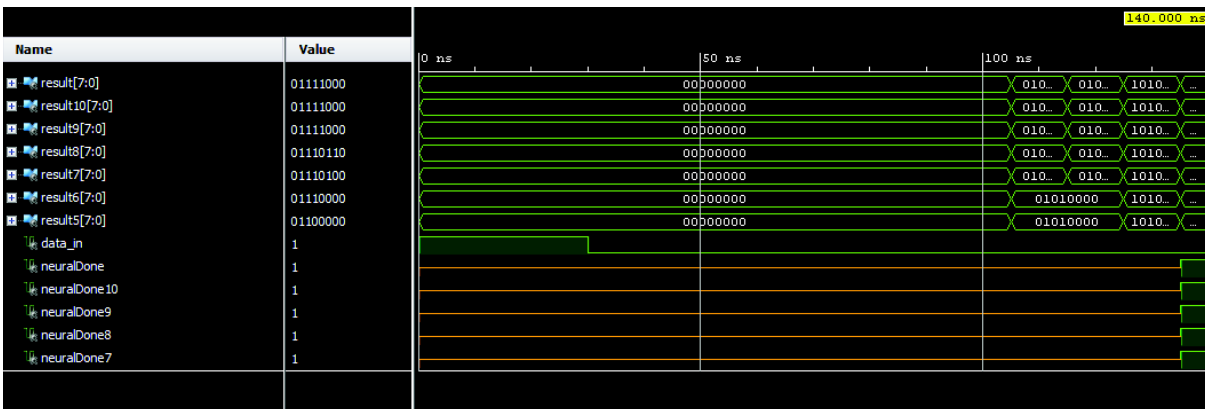 140.000 ns
Name Value
0 ns 50 ns 100 ns
result[7:0] 01111000 00000000 010... 010... 1010... ...
result10[7:0] 01111000 00000000 010... 010... 1010... ...
result9[7:0] 01111000 00000000 010... 010... 1010... ...
result8[7:0] 01110110 00000000 010... 010... 1010... ...
result7[7:0] 01110100 00000000 010... 010... 1010... ...
result6[7:0] 01110000 00000000 01010000 1010... ...
result5[7:0] 01100000 00000000 01010000 1010... ...
data_in 1
neuralDone 1
neuralDone10 1
neuralDone9 1
neuralDone8 1
neuralDone7 1